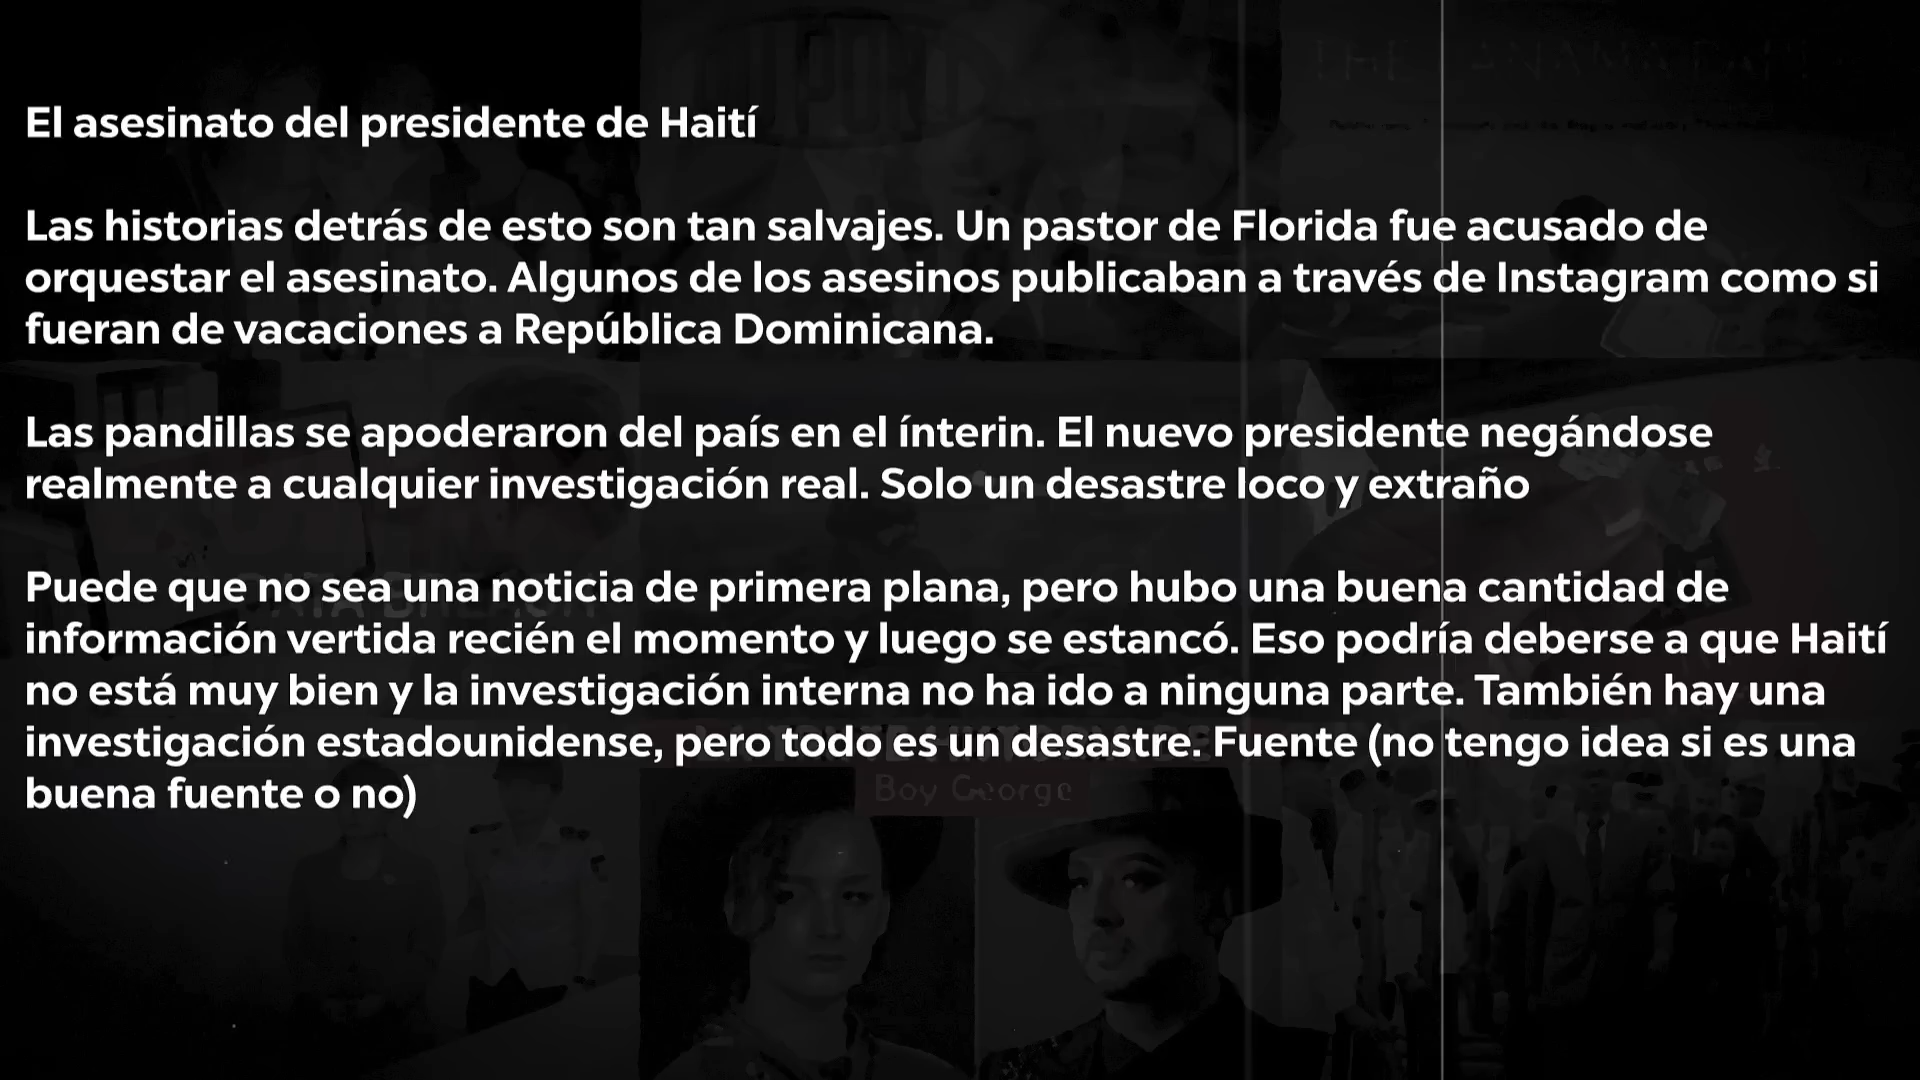 El asesinato del presidente de Haití
Las historias detrás de esto son tan salvajes. Un pastor de Florida fue acusado de
orquestar el asesinato. Algunos de los asesinos publicaban a través de Instagram como si
fueran de vacaciones a República Dominicana.
Las pandillas se apoderaron del país en el ínterin. El nuevo presidente negándose
realmente a cualquier investigación real. Solo un desastre loco y extraño
Puede que no sea una noticia de primera plana, pero hubo una buena cantidad de
información vertida recién el momento y luego se estancó. Eso podría deberse a que Haití
no está muy bien y la investigación interna no ha ido a ninguna parte. También hay una
investigación estadounidense, pero todo es un desastre. Fuente (no tengo idea si es una
buena fuente o no)
Boy George